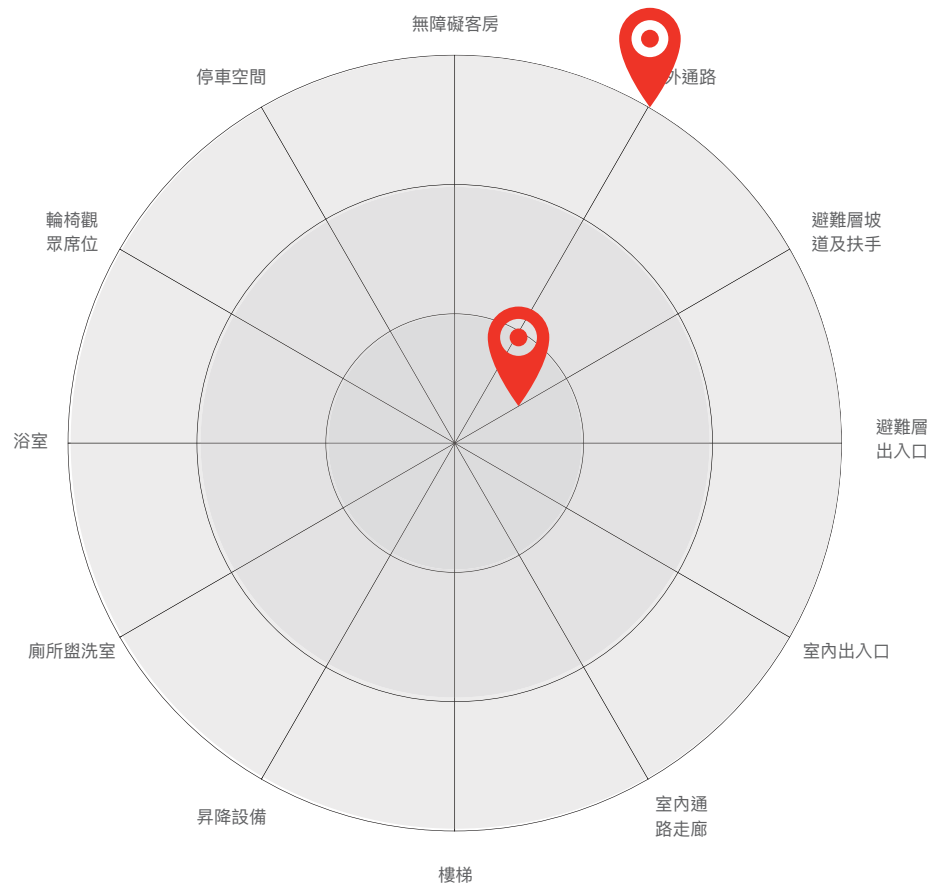 無障礙客房
停車空間
外通路
輪椅觀
眾席位
避難層坡
道及扶手
浴室
避難層
出入口
廁所盥洗室
室內出入口
昇降設備
室內通
路走廊
樓梯